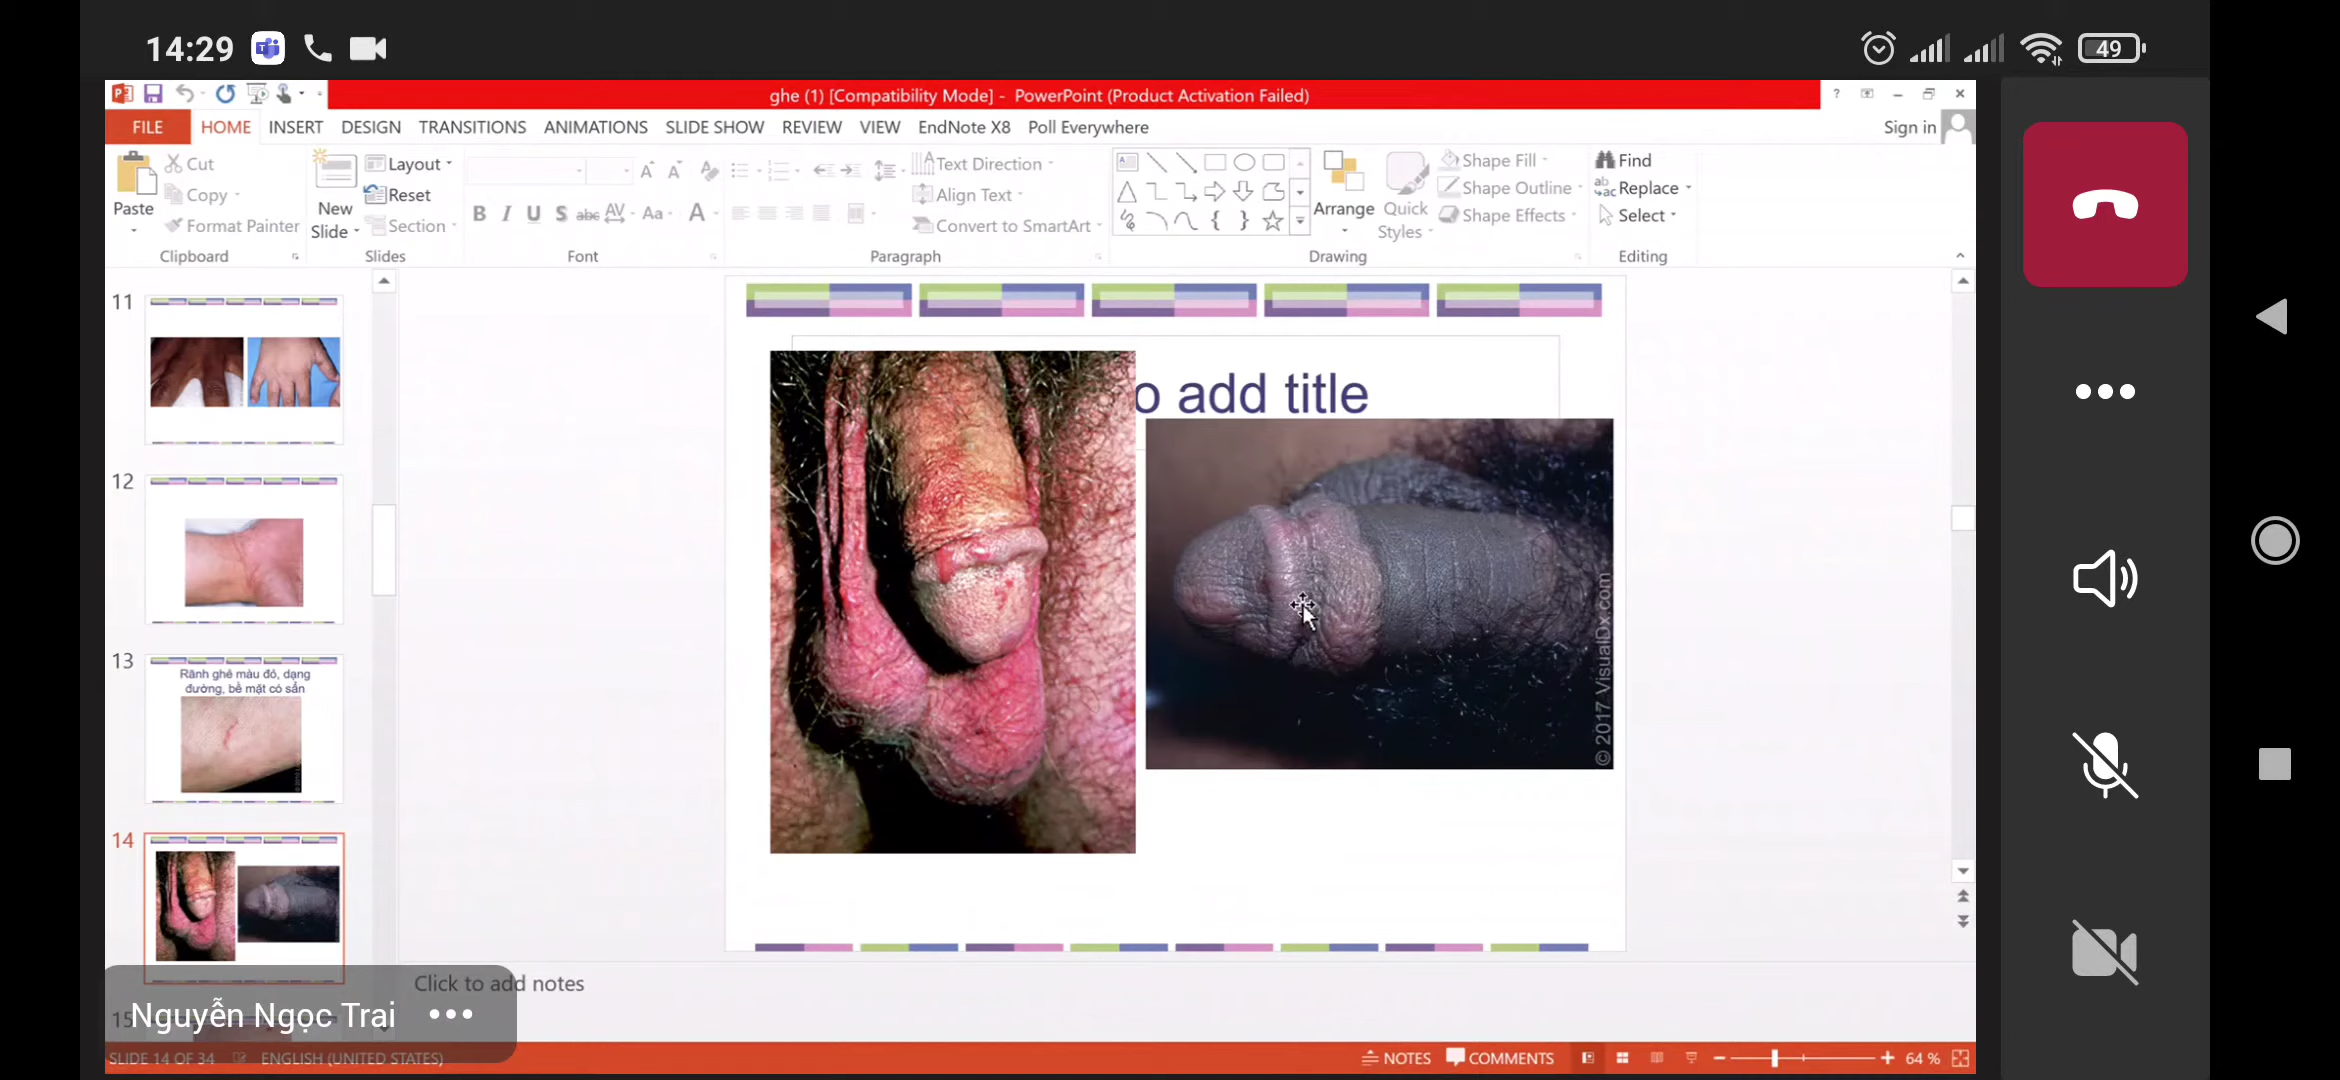 14:29
49
ghe (1) [Compatibility Mode] - PowerPoint (Product Activation Failed)
FILE HOME INSERT DESIGN TRANSITIONS ANIMATIONS SLIDE SHOW REVIEW VIEW EndNote X8 Poll Everywhere
Sign in
Paste
Cut
Copy
Format Painter
Clipboard
New
Slide
Layout
Reset
Section
Slides
B I U S abc AV Aa A
Font
Text Direction
Align Text
Convert to SmartArt
Paragraph
Arrange
Quick
Styles
Shape Fill
Shape Outline
Shape Effects
Drawing
Find
Replace
Select
Editing
11
12
13
Rãnh ghẻ màu đỏ, dạng
đường, bề mặt có sẩn
14
15
o add title
© 2017 VisualDx.com
Click to add notes
Nguyễn Ngọc Trai
SLIDE 14 OF 34 ENGLISH (UNITED STATES)
NOTES COMMENTS 64 %